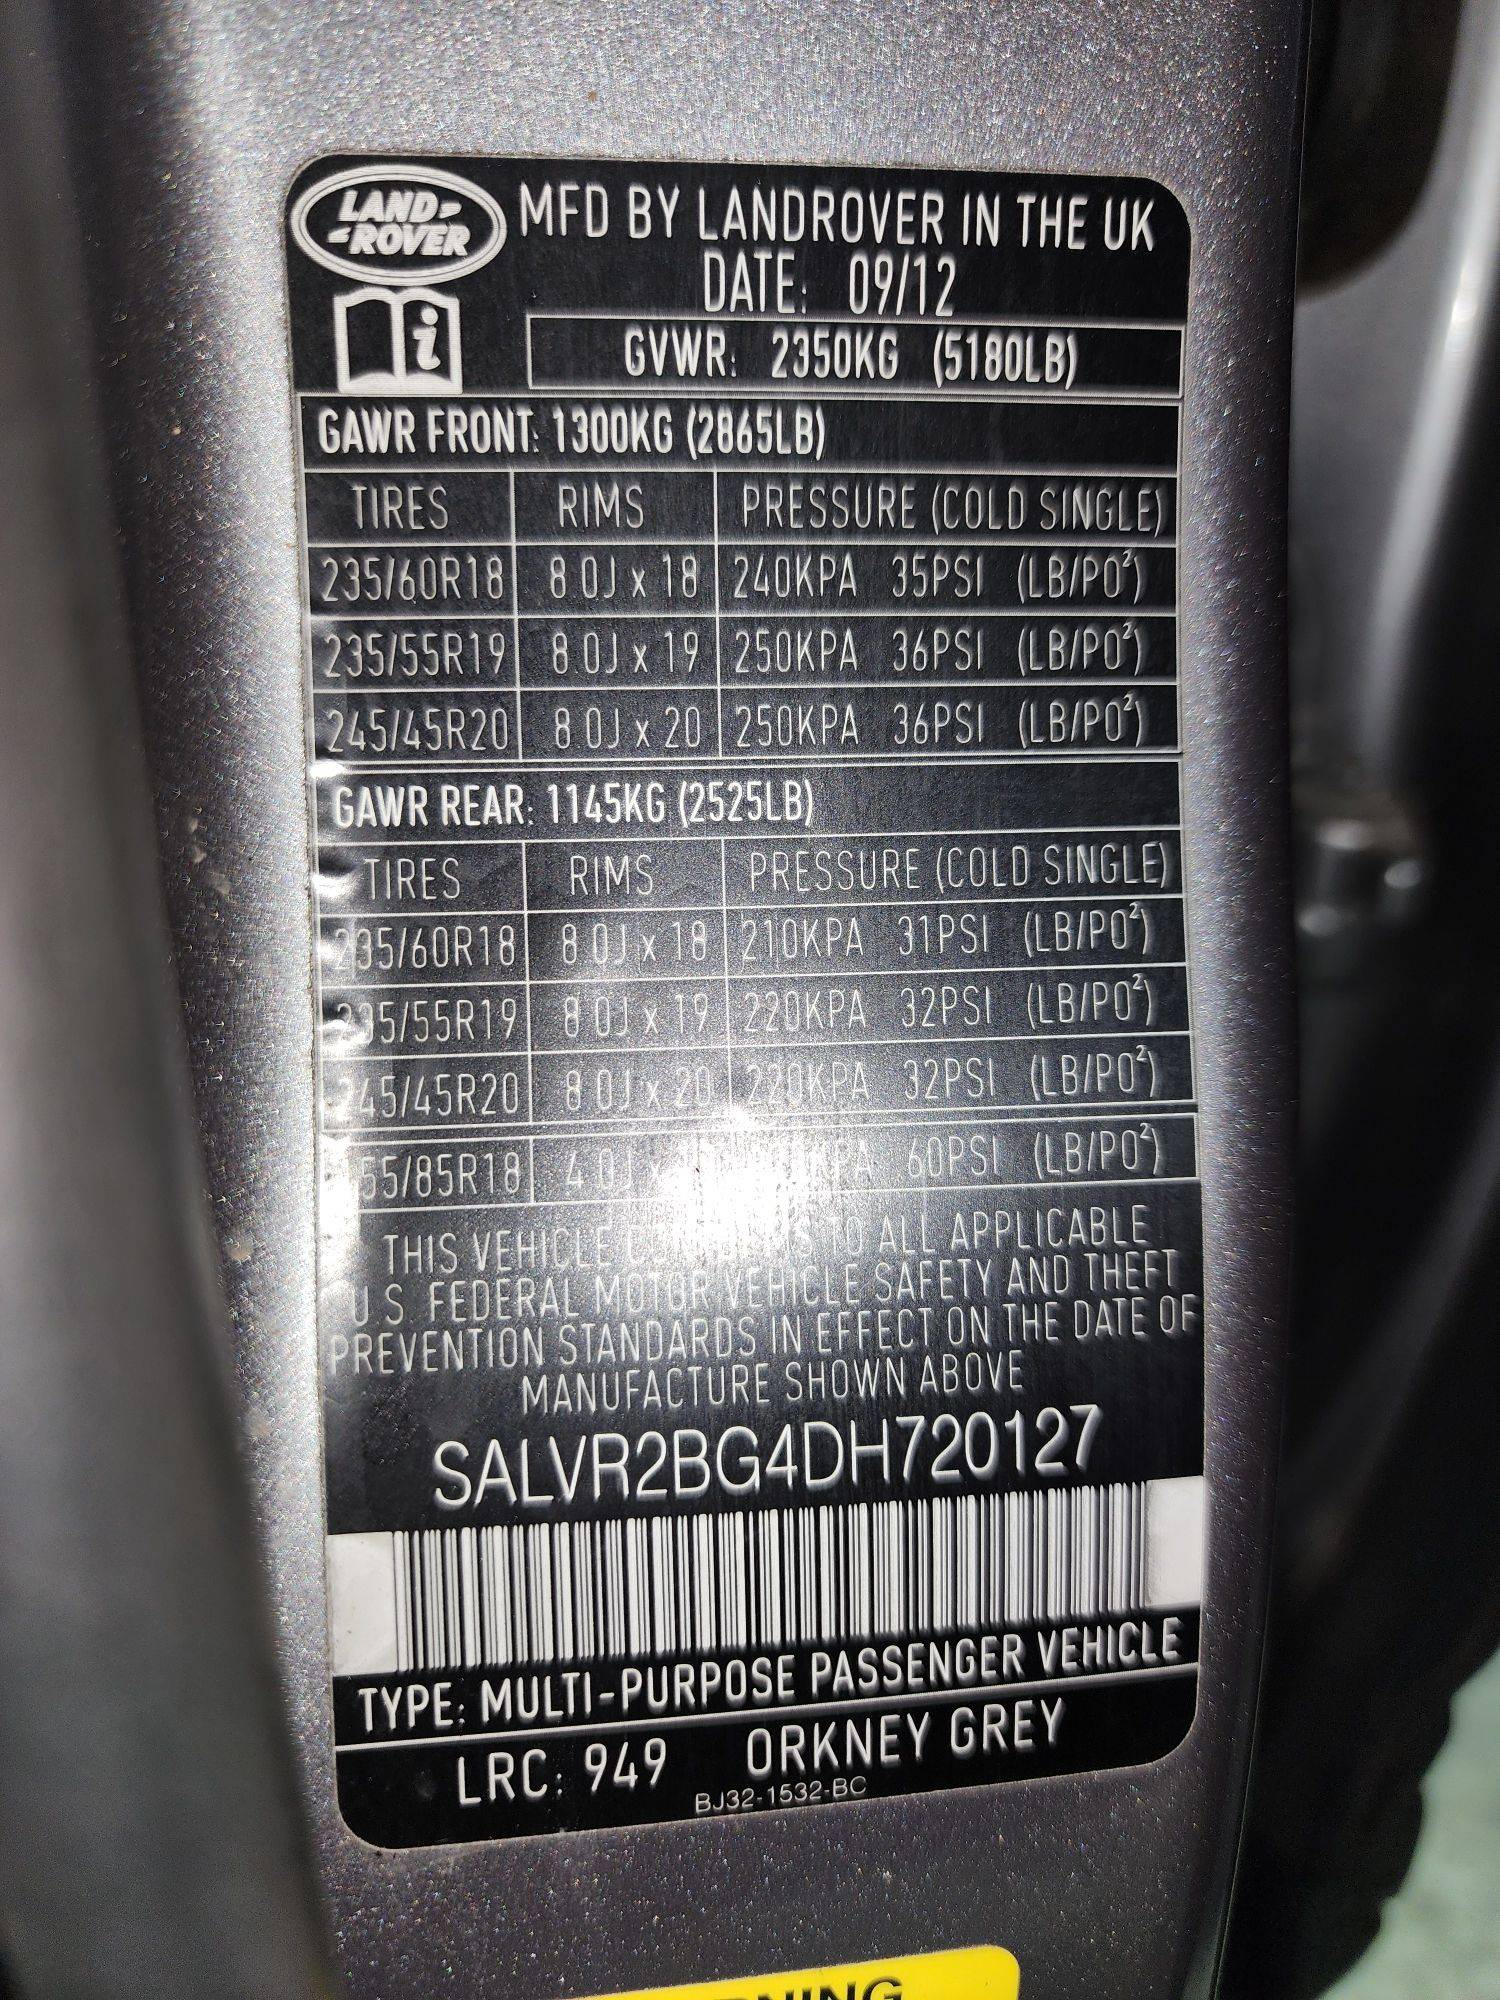 LAND-
-ROVER
MFD BY LANDROVER IN THE UK
DATE: 09/12
i
GVWR: 2350KG (5180LB)
GAWR FRONT: 1300KG (2865LB)
TIRES RIMS PRESSURE (COLD SINGLE)
235/60R18 8.0J x 18 240KPA 35PSI (LB/PO²)
235/55R19 8.0J x 19 250KPA 36PSI (LB/PO²)
245/45R20 8.0J x 20 250KPA 36PSI (LB/PO²)
GAWR REAR: 1145KG (2525LB)
TIRES RIMS PRESSURE (COLD SINGLE)
235/60R18 8.0J x 18 210KPA 31PSI (LB/PO²)
235/55R19 8.0J x 19 220KPA 32PSI (LB/PO²)
245/45R20 8.0J x 20 220KPA 32PSI (LB/PO²)
4.0J 60PSI (LB/PO²)
THIS VEHICLE TO ALL APPLICABLE
U.S. FEDERAL MOTOR VEHICLE SAFETY AND THEFT
PREVENTION STANDARDS IN EFFECT ON THE DATE OF
MANUFACTURE SHOWN ABOVE
SALVR2BG4DH720127
TYPE: MULTI-PURPOSE PASSENGER VEHICLE
LRC: 949 ORKNEY GREY
BJ32-1532-BC